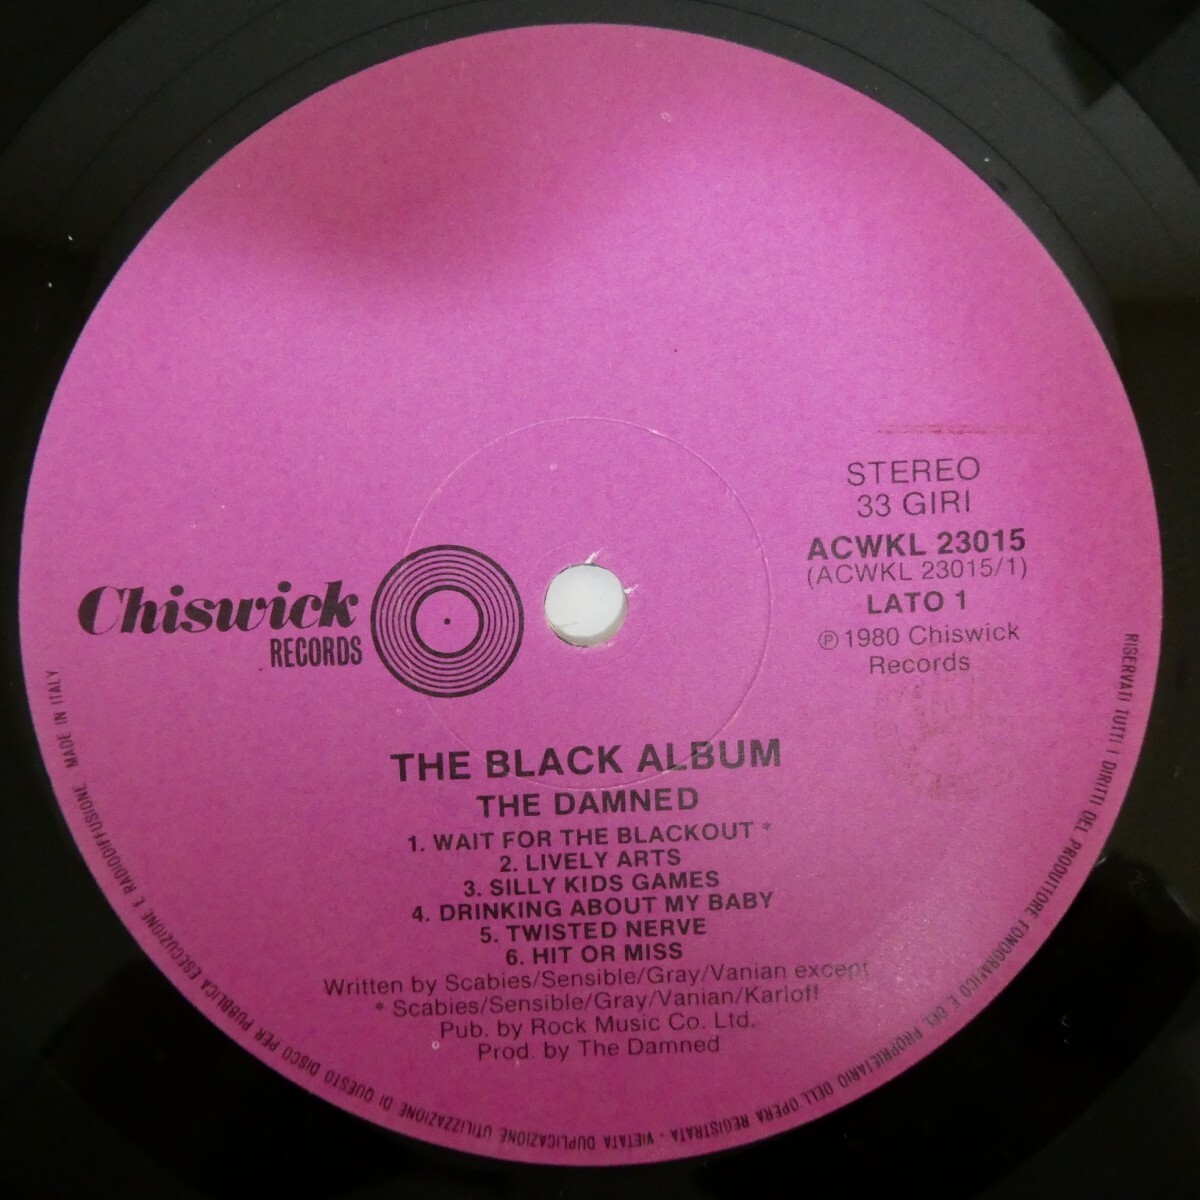 STEREO
33 GIRI
ACWKL 23015
(ACWKL 23015/1)
LATO 1
℗ 1980 Chiswick
Records
Chiswick
RECORDS
THE BLACK ALBUM
THE DAMNED
1. WAIT FOR THE BLACKOUT *
2. LIVELY ARTS
3. SILLY KIDS GAMES
4. DRINKING ABOUT MY BABY
5. TWISTED NERVE
6. HIT OR MISS
Written by Scabies/Sensible/Gray/Vanian except
* Scabies/Sensible/Gray/Vanian/Karloff
Pub. by Rock Music Co. Ltd.
Prod. by The Damned
RISERVATI TUTTI I DIRITTI DEL PRODUTTORE FONOGRAFICO E DEL PROPRIETARIO DELL OPERA REGISTRATA - VIETATA DUPLICAZIONE UTILIZZAZIONE DI QUESTO DISCO PER PUBBLICA ESECUZIONE E RADIODIFFUSIONE. MADE IN ITALY